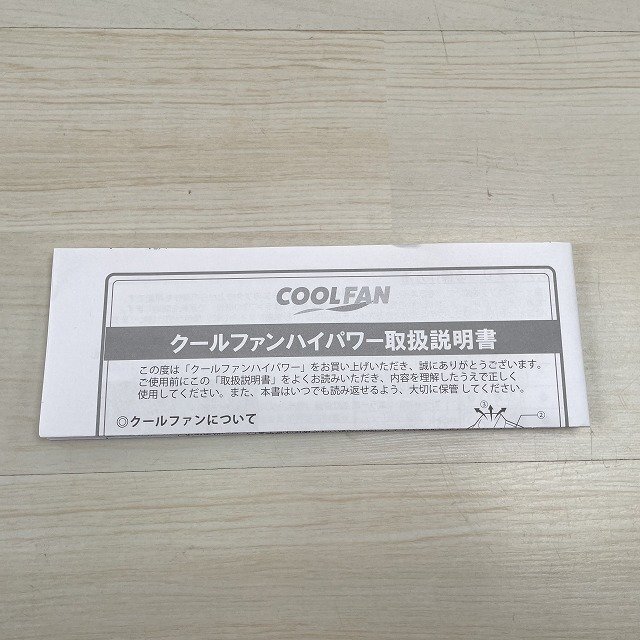 COOLFAN
クールファンハイパワー取扱説明書
この度は「クールファンハイパワー」をお買い上げいただき、誠にありがとうございます。
ご使用前にこの「取扱説明書」をよくお読みいただき、内容を理解したうえで正しく
使用してください。また、本書はいつでも読み返せるよう、大切に保管 してください。
◎クールファンについて
③
②